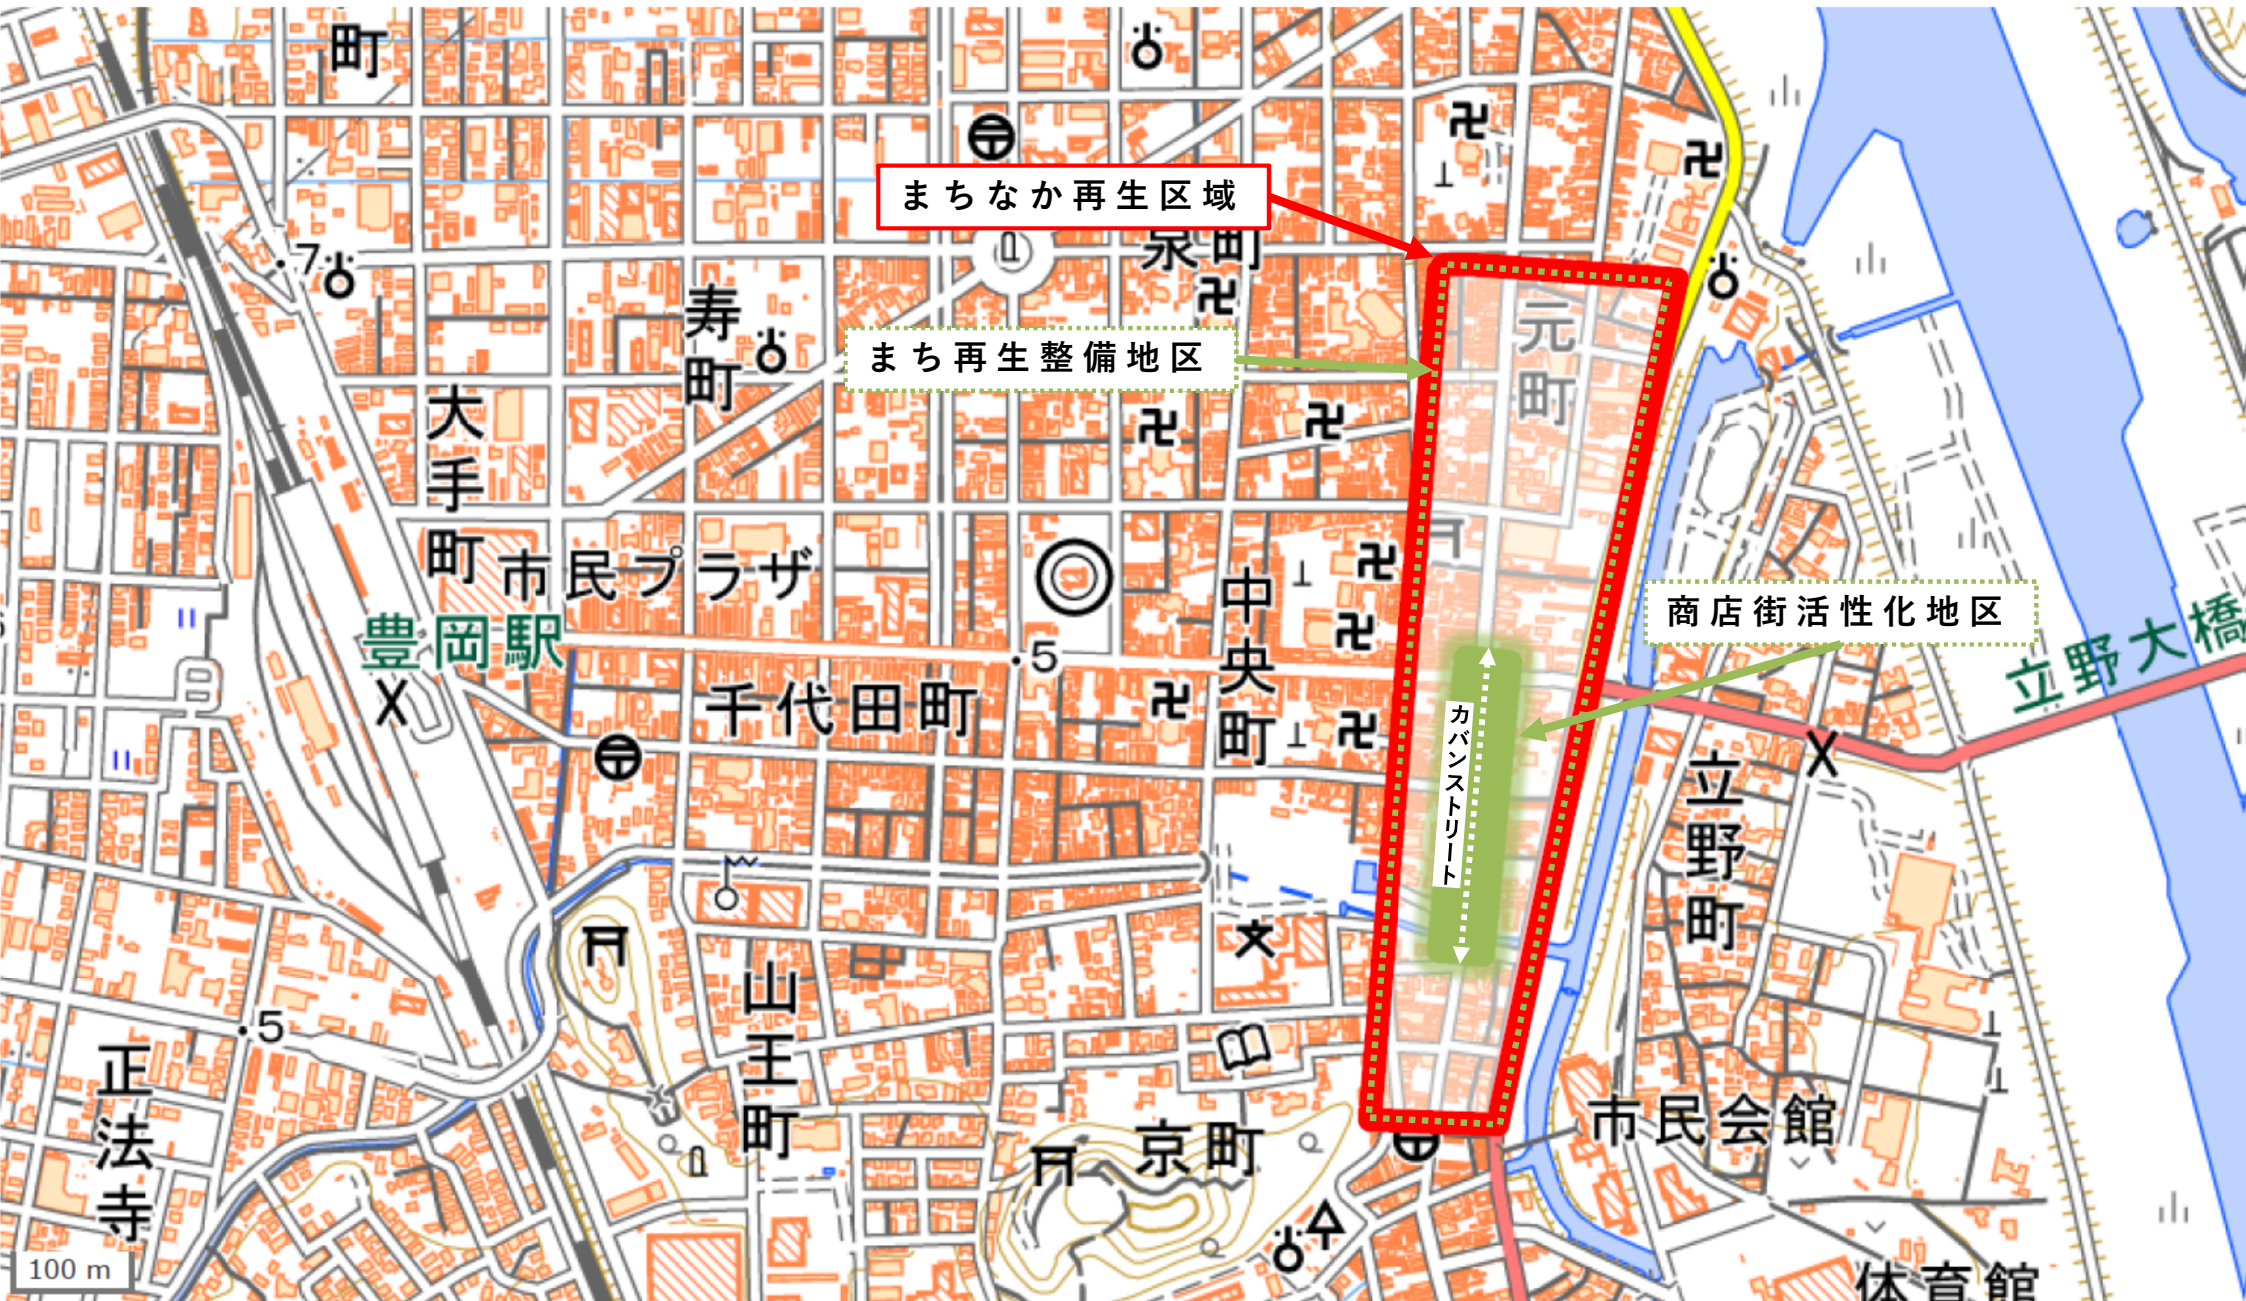 町
まちなか再生区域
泉町
7
寿町
まち再生整備地区
元町
大手町
市民プラザ
中央町
商店街活性化地区
豊岡駅
5
立野大橋
千代田町
カバンストリート
立野町
山王町
5
正法寺
京町
市民会館
100 m
体育館